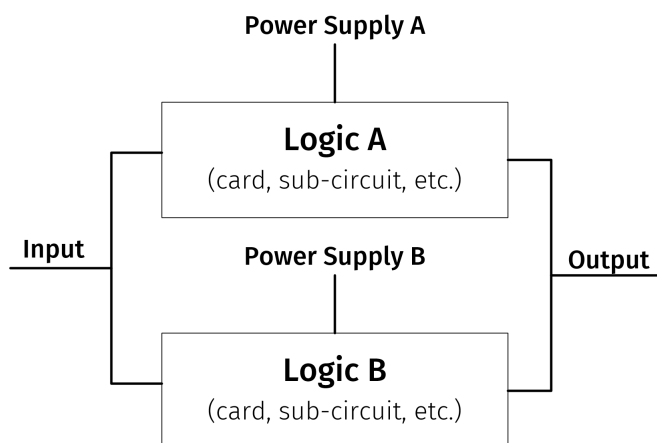 Power Supply A
Logic A
(card, sub-circuit, etc.)
Input
Power Supply B
Output
Logic B
(card, sub-circuit, etc.)